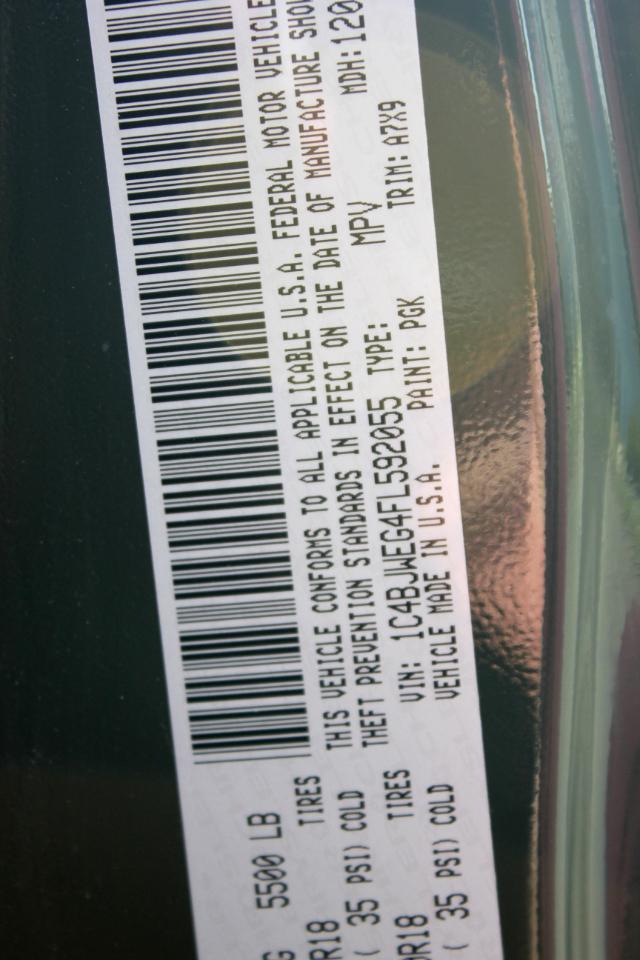 5500 LB
TIRES
35 PSI) COLD
TIRES
( 35 PSI) COLD
THIS VEHICLE CONFORMS TO ALL APPLICABLE U.S.A. FEDERAL MOTOR VEHICLE
THEFT PREVENTION STANDARDS IN EFFECT ON THE DATE OF MANUFACTURE
VIN: 1C4BJWEG4FL592055 TYPE: MPV MDH: 120
VEHICLE MADE IN U.S.A. PAINT: PGK TRIM: A7X9